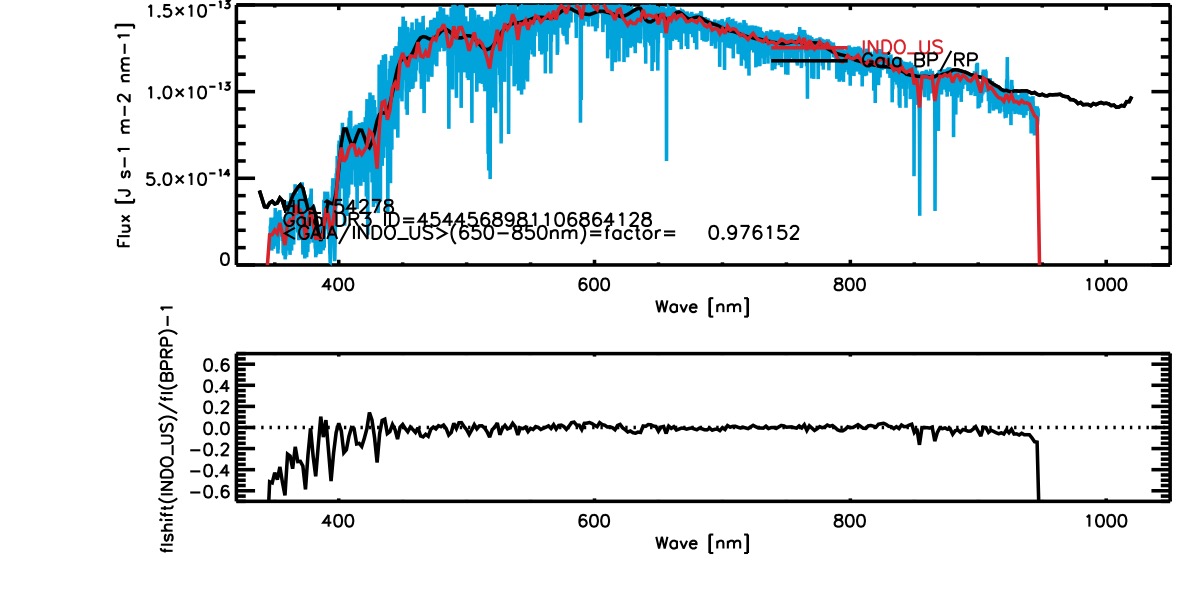 1.5×10⁻¹³
1.0×10⁻¹³
5.0×10⁻¹⁴
0
Flux [J s−1 m−2 nm−1]
INDO_US
Gaia BP/RP
HD 154278
Gaia DR3 ID=4544568981106864128
<GAIA/INDO_US>(650−850nm)=factor= 0.976152
400 600 800 1000
Wave [nm]
0.6
0.4
0.2
0.0
−0.2
−0.4
−0.6
flshift(INDO_US)/fl(BPRP)−1
400 600 800 1000
Wave [nm]